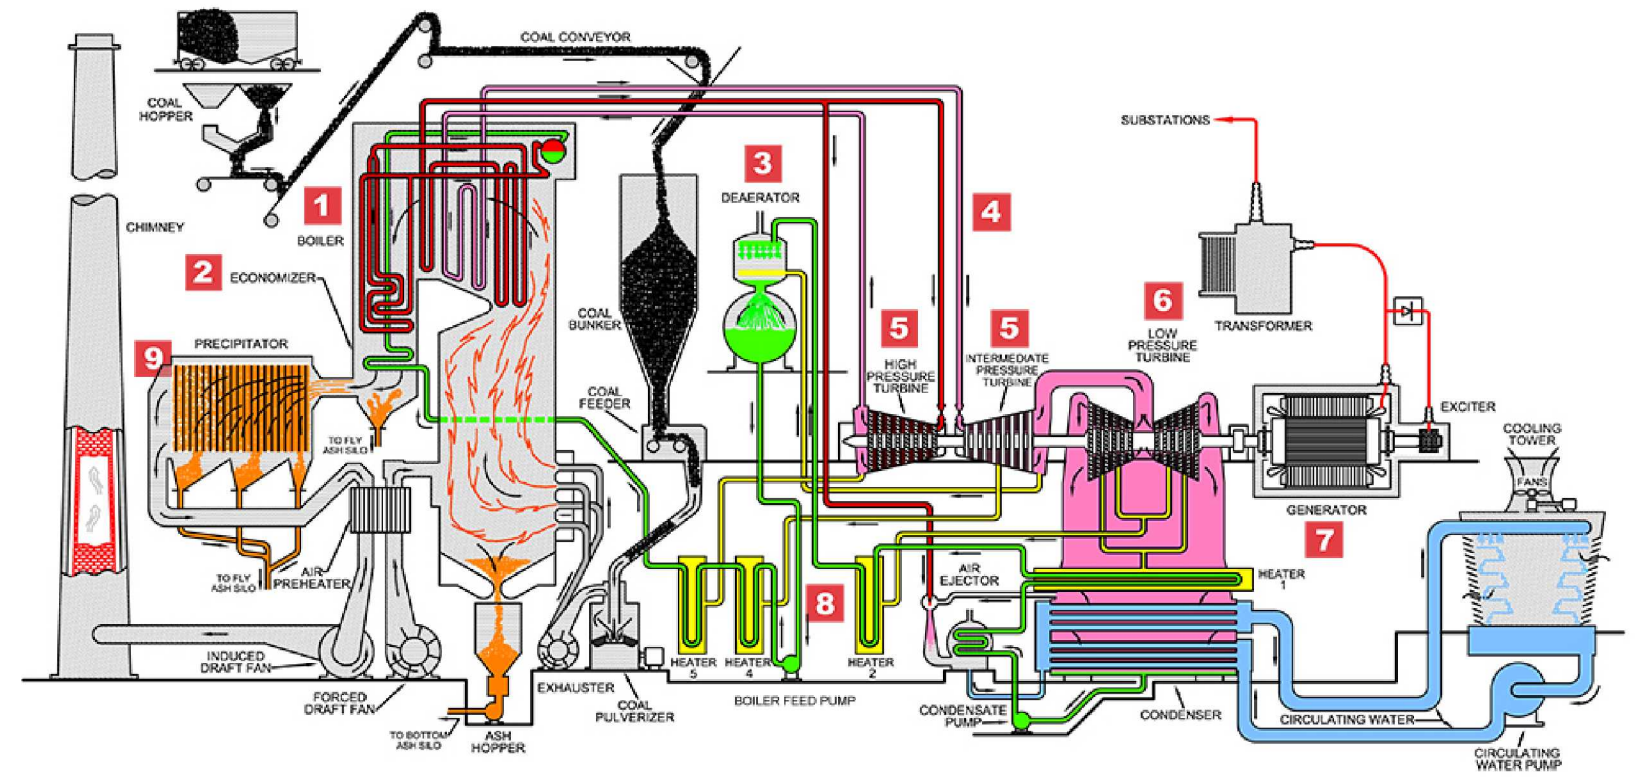 COAL CONVEYOR
COAL
HOPPER
CHIMNEY
1
BOILER
2
ECONOMIZER
3
DEAERATOR
4
SUBSTATIONS
TRANSFORMER
COAL
BUNKER
COAL
FEEDER
5
HIGH
PRESSURE
TURBINE
5
INTERMEDIATE
PRESSURE
TURBINE
6
LOW
PRESSURE
TURBINE
9
PRECIPITATOR
TO FLY
ASH SILO
EXCITER
COOLING
TOWER
FANS
GENERATOR
7
TO FLY
ASH SILO
AIR
PREHEATER
AIR
EJECTOR
HEATER
1
8
INDUCED
DRAFT FAN
FORCED
DRAFT FAN
EXHAUSTER
COAL
PULVERIZER
HEATER
5
HEATER
4
HEATER
2
BOILER FEED PUMP
CONDENSATE
PUMP
CONDENSER
CIRCULATING WATER
CIRCULATING
WATER PUMP
TO BOTTOM
ASH SILO
ASH
HOPPER